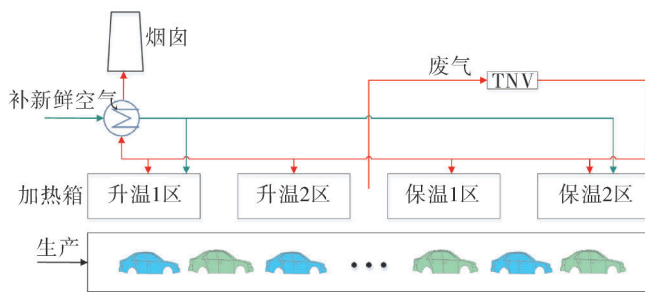 烟囱
废气
TNV
补新鲜空气
加热箱
升温1区
升温2区
保温1区
保温2区
生产